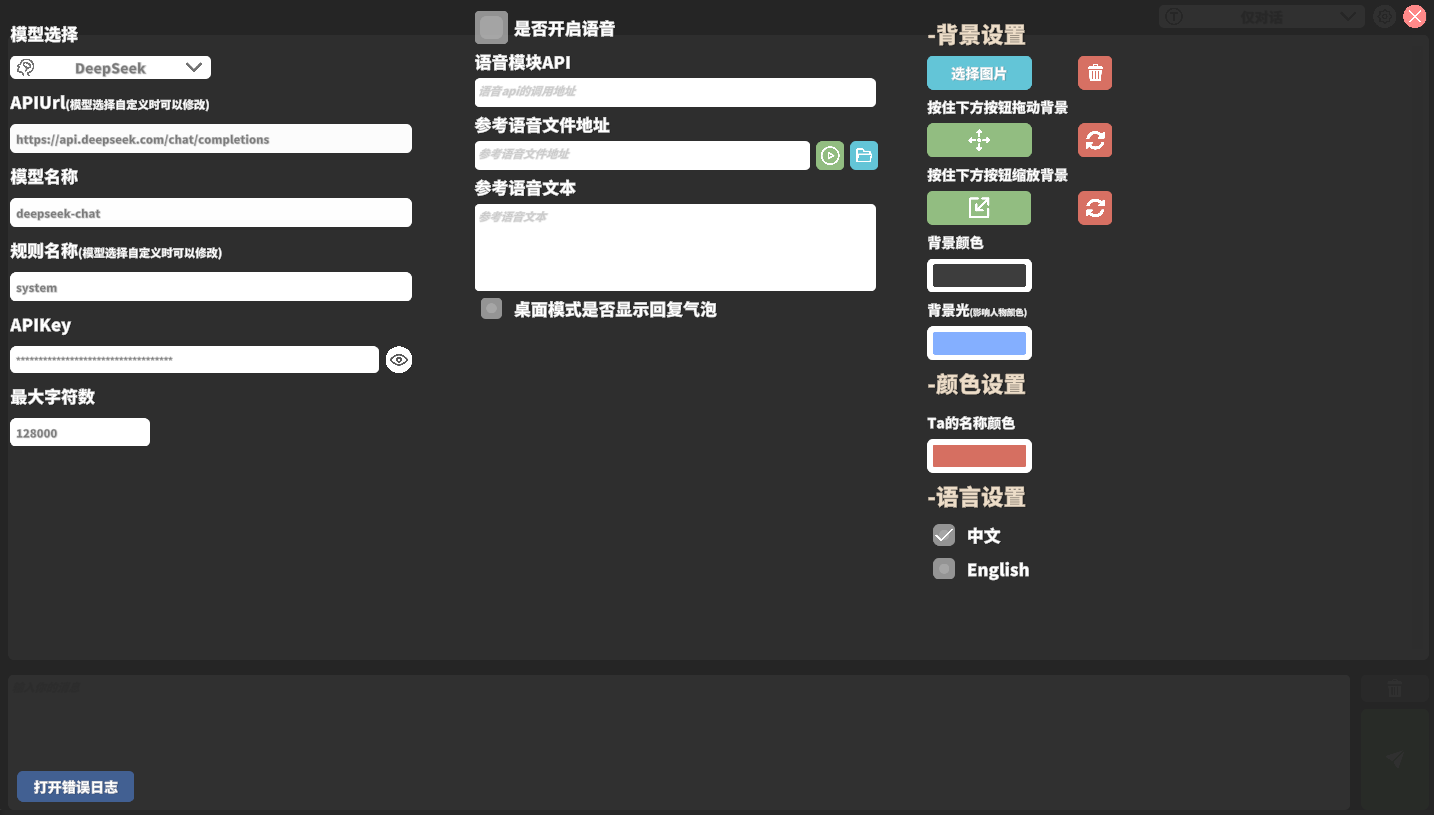 模型选择
DeepSeek
APIUrl(模型选择自定义时可以修改)
https://api.deepseek.com/chat/completions
模型名称
deepseek-chat
规则名称(模型选择自定义时可以修改)
system
APIKey
***********************************
最大字符数
128000
打开错误日志
是否开启语音
语音模块API
语音api的调用地址
参考语音文件地址
参考语音文件地址
参考语音文本
参考语音文本
桌面模式是否显示回复气泡
仅对话
-背景设置
选择图片
按住下方按钮拖动背景
按住下方按钮缩放背景
背景颜色
背景光(影响人物颜色)
-颜色设置
Ta的名称颜色
-语言设置
中文
English